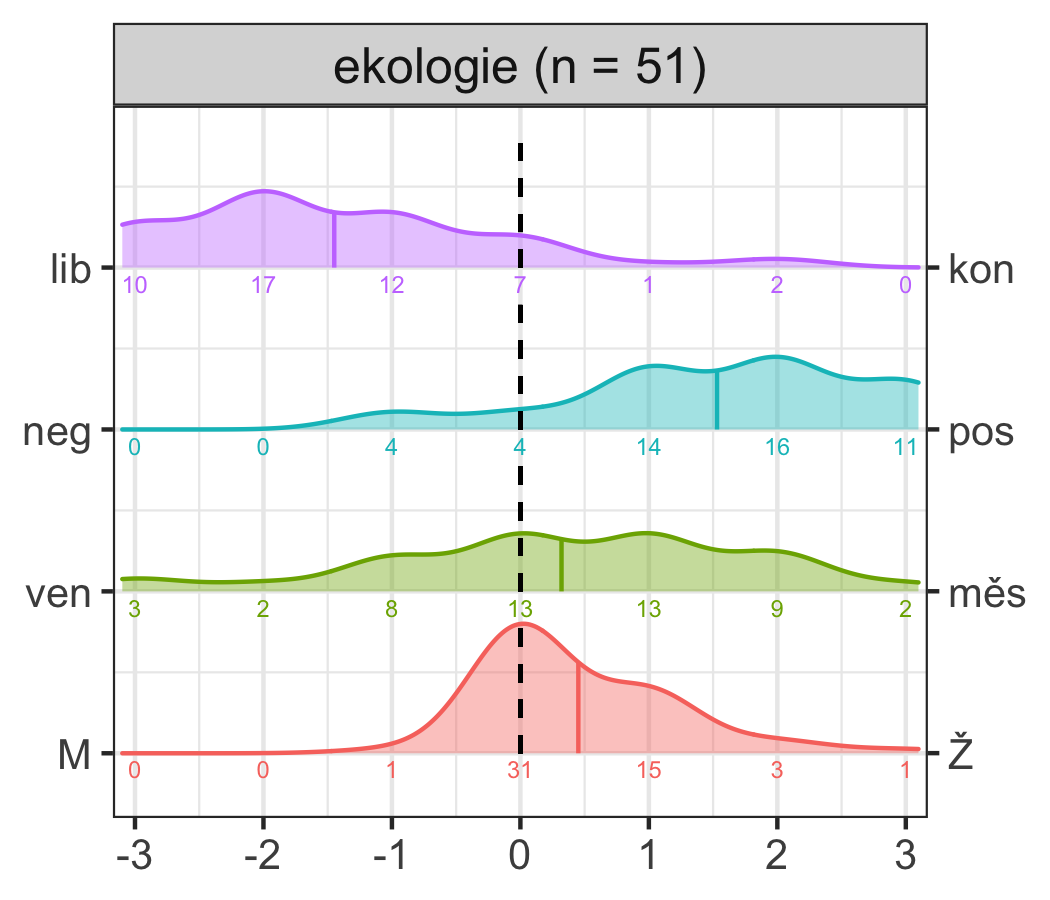 ekologie (n = 51)
lib kon
10 17 12 7 1 2 0
neg pos
0 0 4 4 14 16 11
ven měs
3 2 8 13 13 9 2
M Ž
0 0 1 31 15 3 1
-3 -2 -1 0 1 2 3